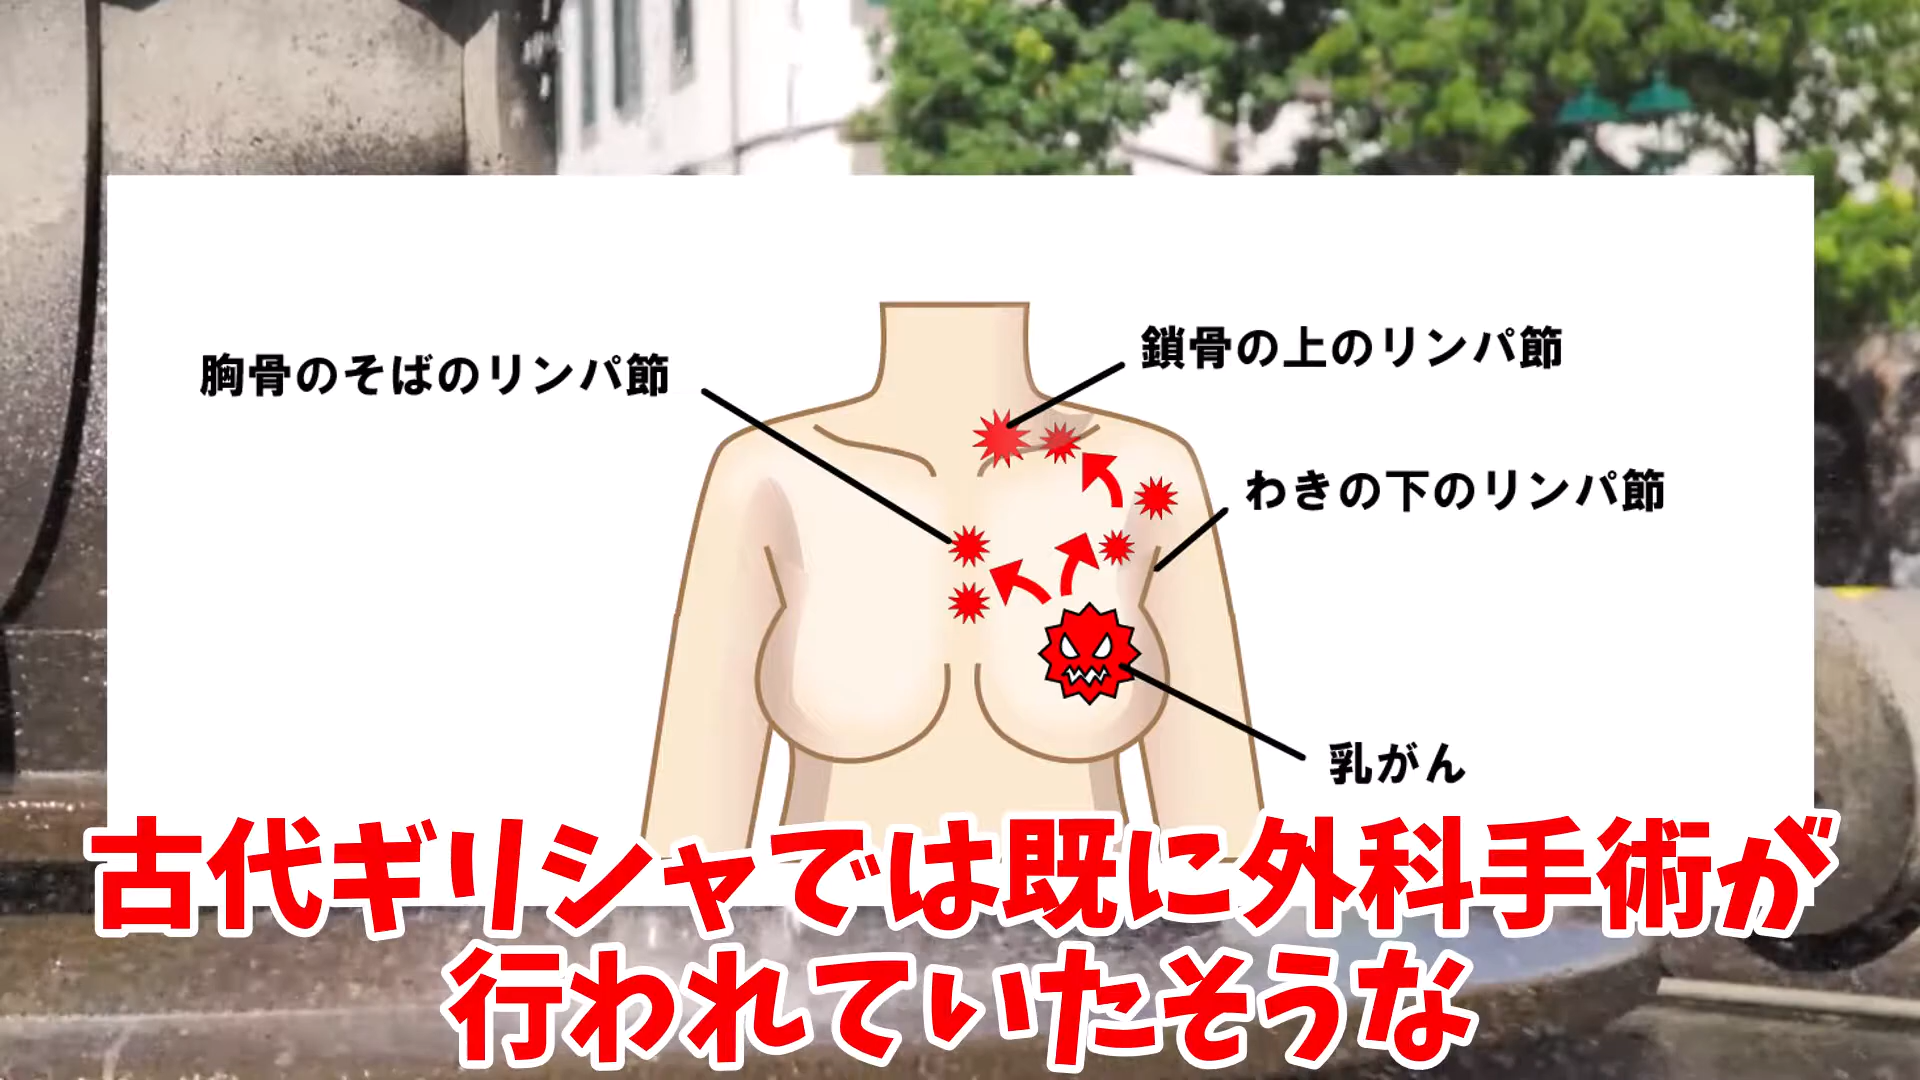 鎖骨の上のリンパ節
胸骨のそばのリンパ節
わきの下のリンパ節
乳がん
古代ギリシャでは既に外科手術が
行われていたそうな